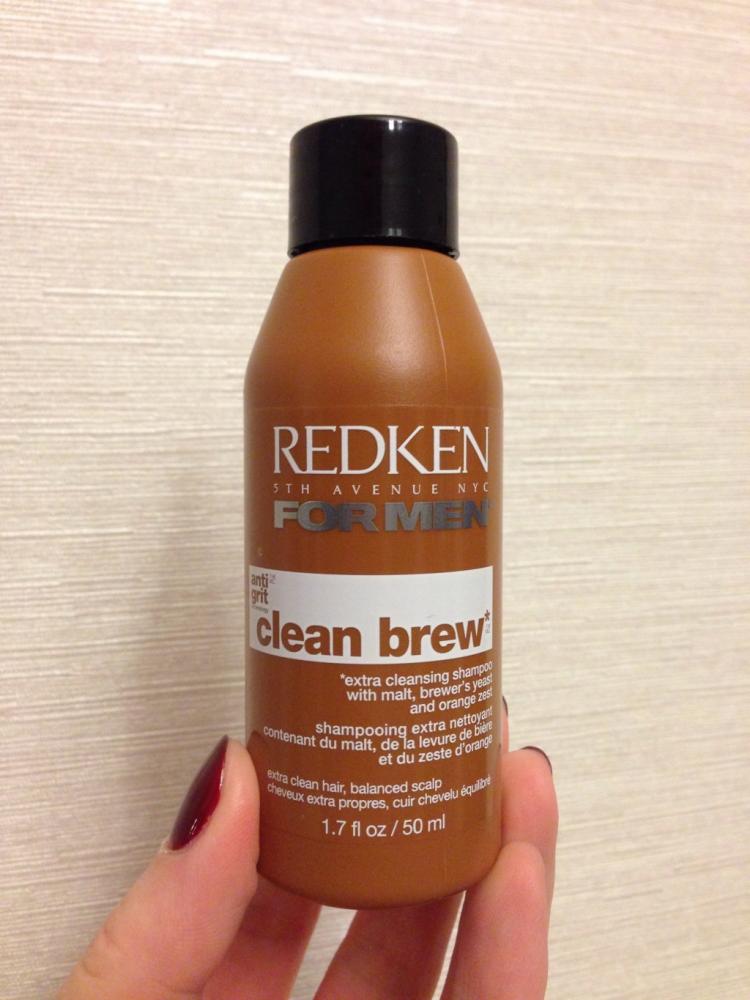 REDKEN
5TH AVENUE NYC
FOR MEN
anti
grit
clean brew*
*extra cleansing shampoo
with malt, brewer's yeast
and orange zest
shampooing extra nettoyant
contenant du malt, de la levure de bière
et du zeste d'orange
extra clean hair, balanced scalp
cheveux extra propres, cuir chevelu équilibré
1.7 fl oz / 50 ml